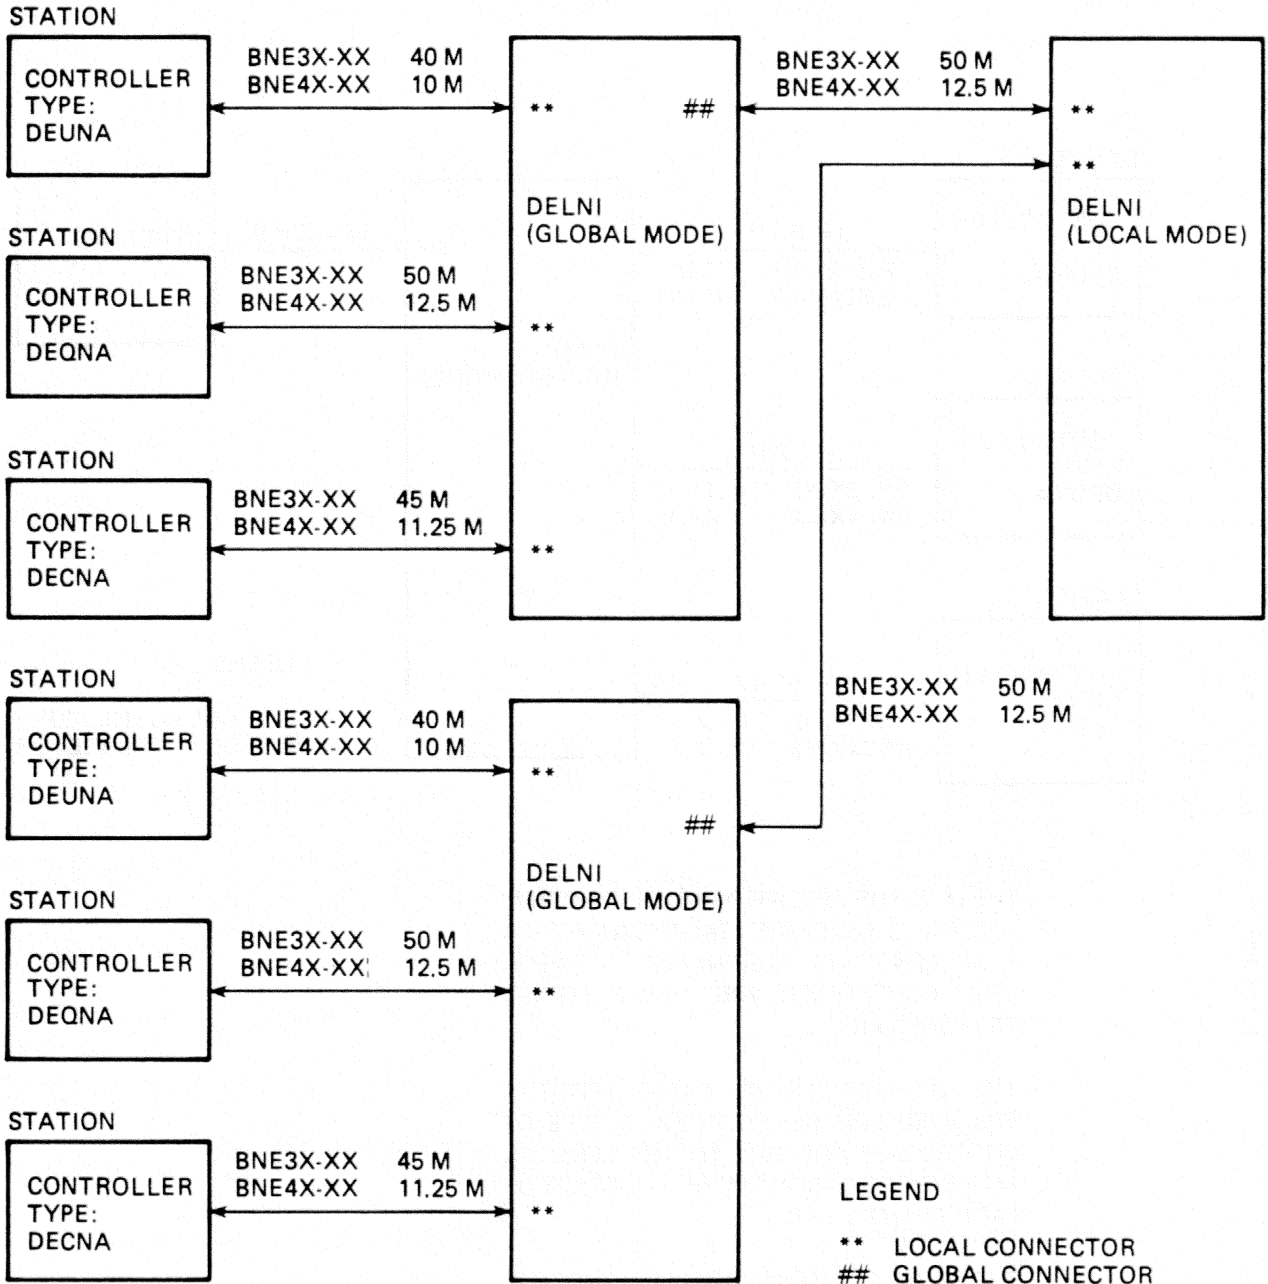 STATION
CONTROLLER
TYPE:
DEUNA
BNE3X-XX 40 M
BNE4X-XX 10 M
** ##
DELNI
(GLOBAL MODE)
BNE3X-XX 50 M
BNE4X-XX 12.5 M
**
**
DELNI
(LOCAL MODE)
STATION
CONTROLLER
TYPE:
DEQNA
BNE3X-XX 50 M
BNE4X-XX 12.5 M
**
STATION
CONTROLLER
TYPE:
DECNA
BNE3X-XX 45 M
BNE4X-XX 11.25 M
**
BNE3X-XX 50 M
BNE4X-XX 12.5 M
STATION
CONTROLLER
TYPE:
DEUNA
BNE3X-XX 40 M
BNE4X-XX 10 M
**
##
DELNI
(GLOBAL MODE)
STATION
CONTROLLER
TYPE:
DEQNA
BNE3X-XX 50 M
BNE4X-XX 12.5 M
**
STATION
CONTROLLER
TYPE:
DECNA
BNE3X-XX 45 M
BNE4X-XX 11.25 M
**
LEGEND
** LOCAL CONNECTOR
## GLOBAL CONNECTOR